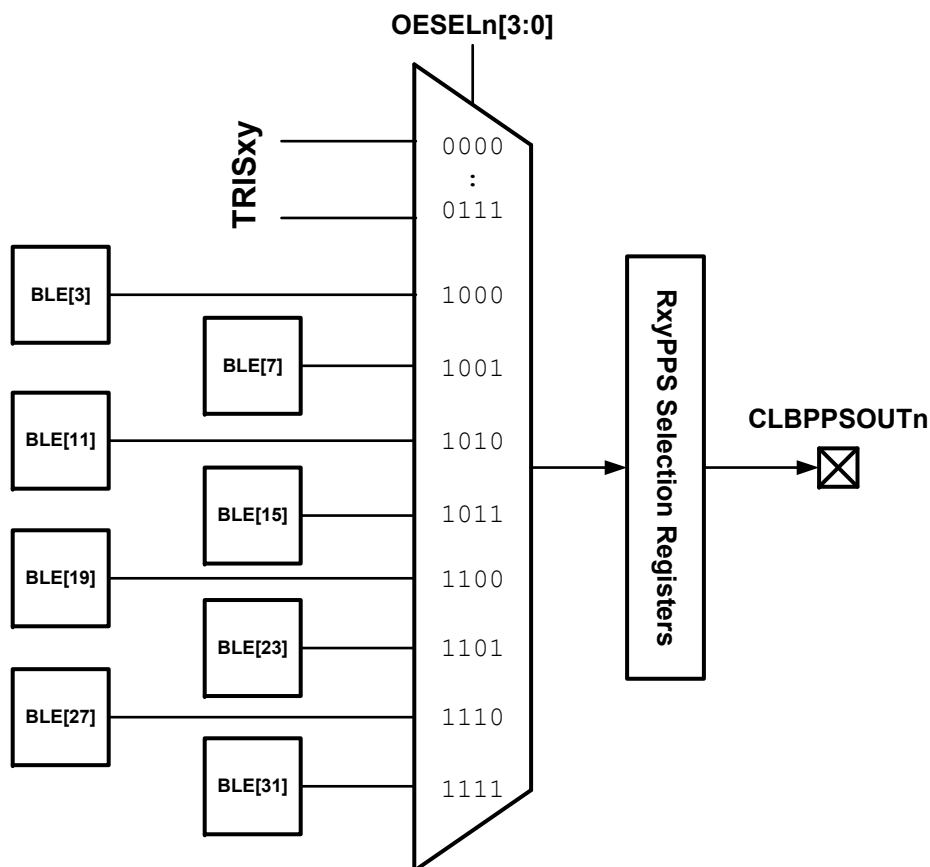 OESELn[3:0]
TRISxy
0000
:
0111
BLE[3]
1000
BLE[7]
1001
BLE[11]
1010
BLE[15]
1011
BLE[19]
1100
BLE[23]
1101
BLE[27]
1110
BLE[31]
1111
RxyPPS Selection Registers
CLBPPSOUTn